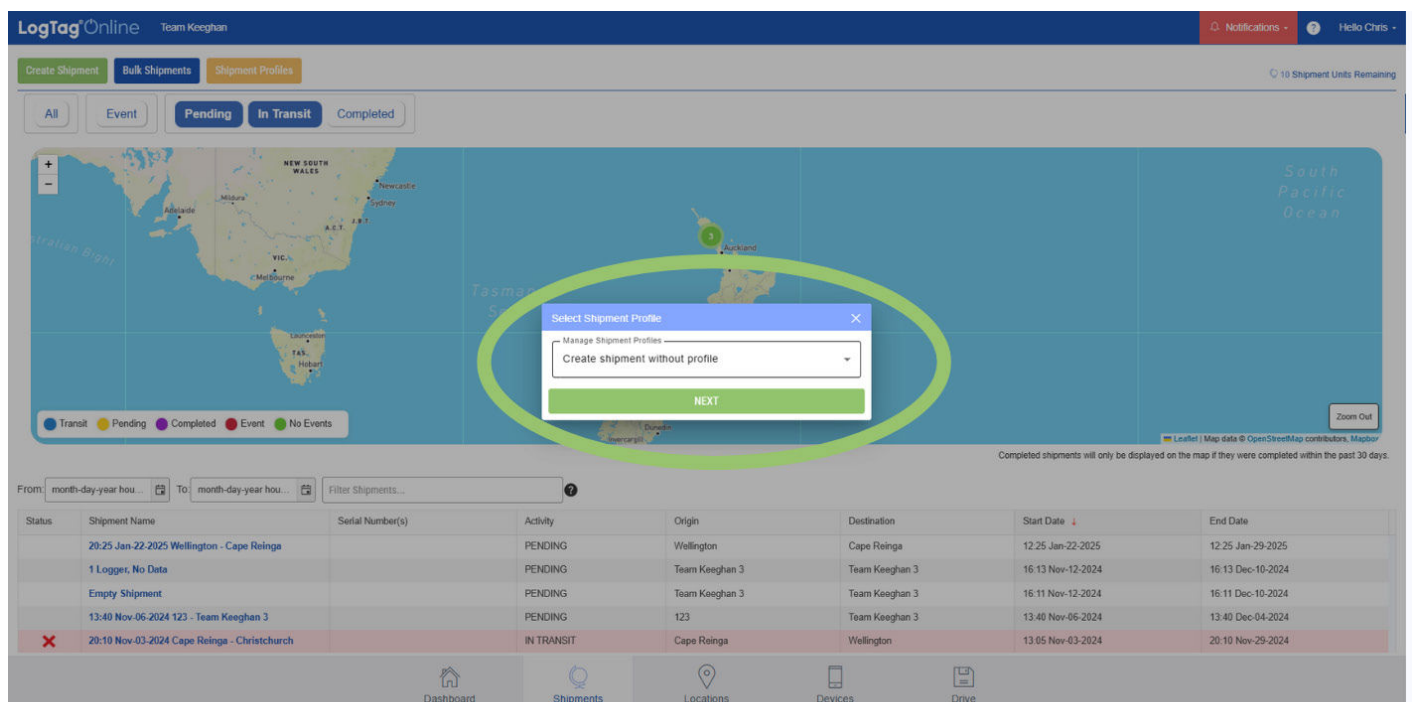 LogTag Online Team Keeghan Notifications ? Hello Chris
Create Shipment Bulk Shipments Shipment Profiles 10 Shipment Units Remaining
All Event Pending In Transit Completed
+
−
NEW SOUTH
WALES
Newcastle
Mildura
Sydney
Adelaide
A.C.T. J.B.T.
South
Pacific
Ocean
3
Auckland
VIC.
Melbourne
Launceston
TAS.
Hobart
Select Shipment Profile ×
Manage Shipment Profiles
Create shipment without profile
NEXT
Dunedin
Invercargill
Transit Pending Completed Event No Events
Zoom Out
Leaflet | Map data © OpenStreetMap contributors, Mapbox
Completed shipments will only be displayed on the map if they were completed within the past 30 days.
From: month-day-year hou... To: month-day-year hou... Filter Shipments... ?
Status Shipment Name Serial Number(s) Activity Origin Destination Start Date ↓ End Date
20:25 Jan-22-2025 Wellington - Cape Reinga PENDING Wellington Cape Reinga 12:25 Jan-22-2025 12:25 Jan-29-2025
1 Logger, No Data PENDING Team Keeghan 3 Team Keeghan 3 16:13 Nov-12-2024 16:13 Dec-10-2024
Empty Shipment PENDING Team Keeghan 3 Team Keeghan 3 16:11 Nov-12-2024 16:11 Dec-10-2024
13:40 Nov-06-2024 123 - Team Keeghan 3 PENDING 123 Team Keeghan 3 13:40 Nov-06-2024 13:40 Dec-04-2024
20:10 Nov-03-2024 Cape Reinga - Christchurch IN TRANSIT Cape Reinga Wellington 13:05 Nov-03-2024 20:10 Nov-29-2024
Dashboard Shipments Locations Devices Drive